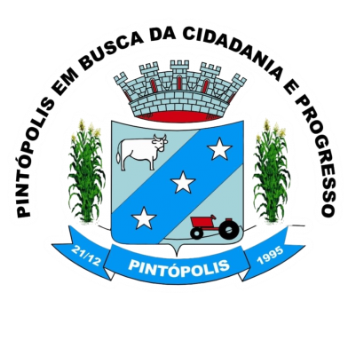 PINTÓPOLIS EM BUSCA DA CIDADANIA E PROGRESSO
21/12
PINTÓPOLIS
1995